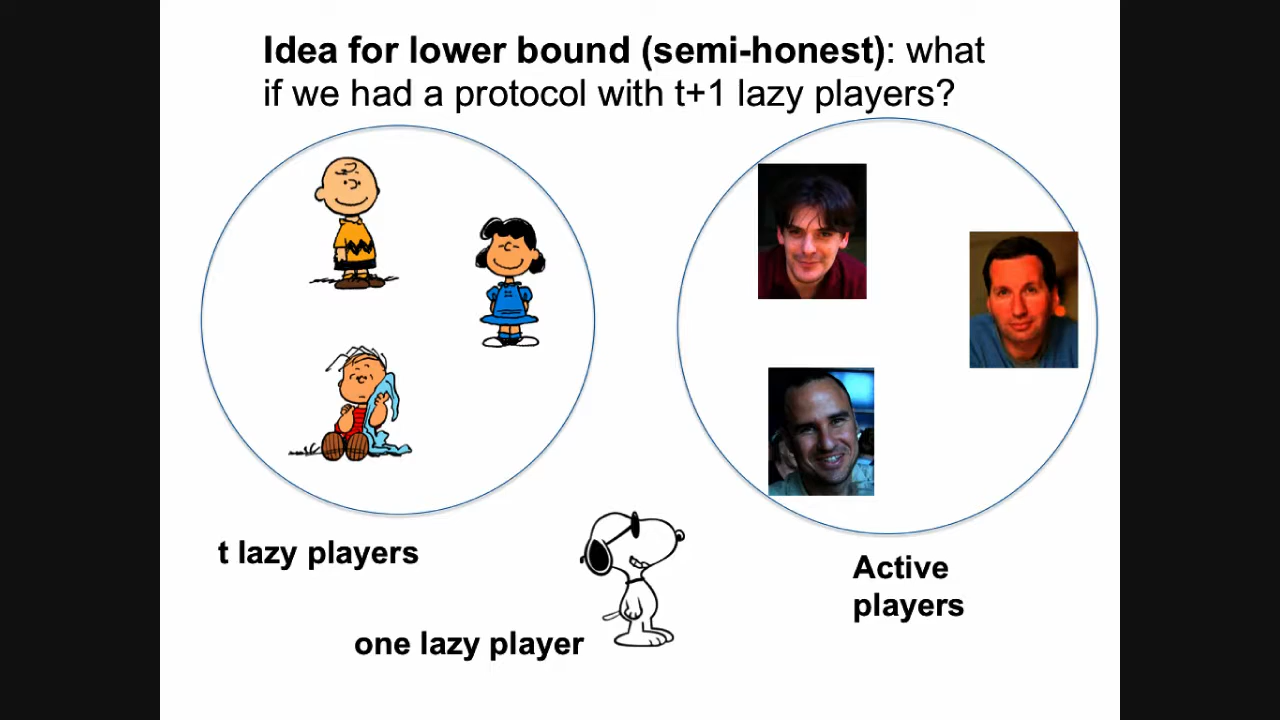 Idea for lower bound (semi-honest): what
if we had a protocol with t+1 lazy players?
t lazy players
Active
players
one lazy player